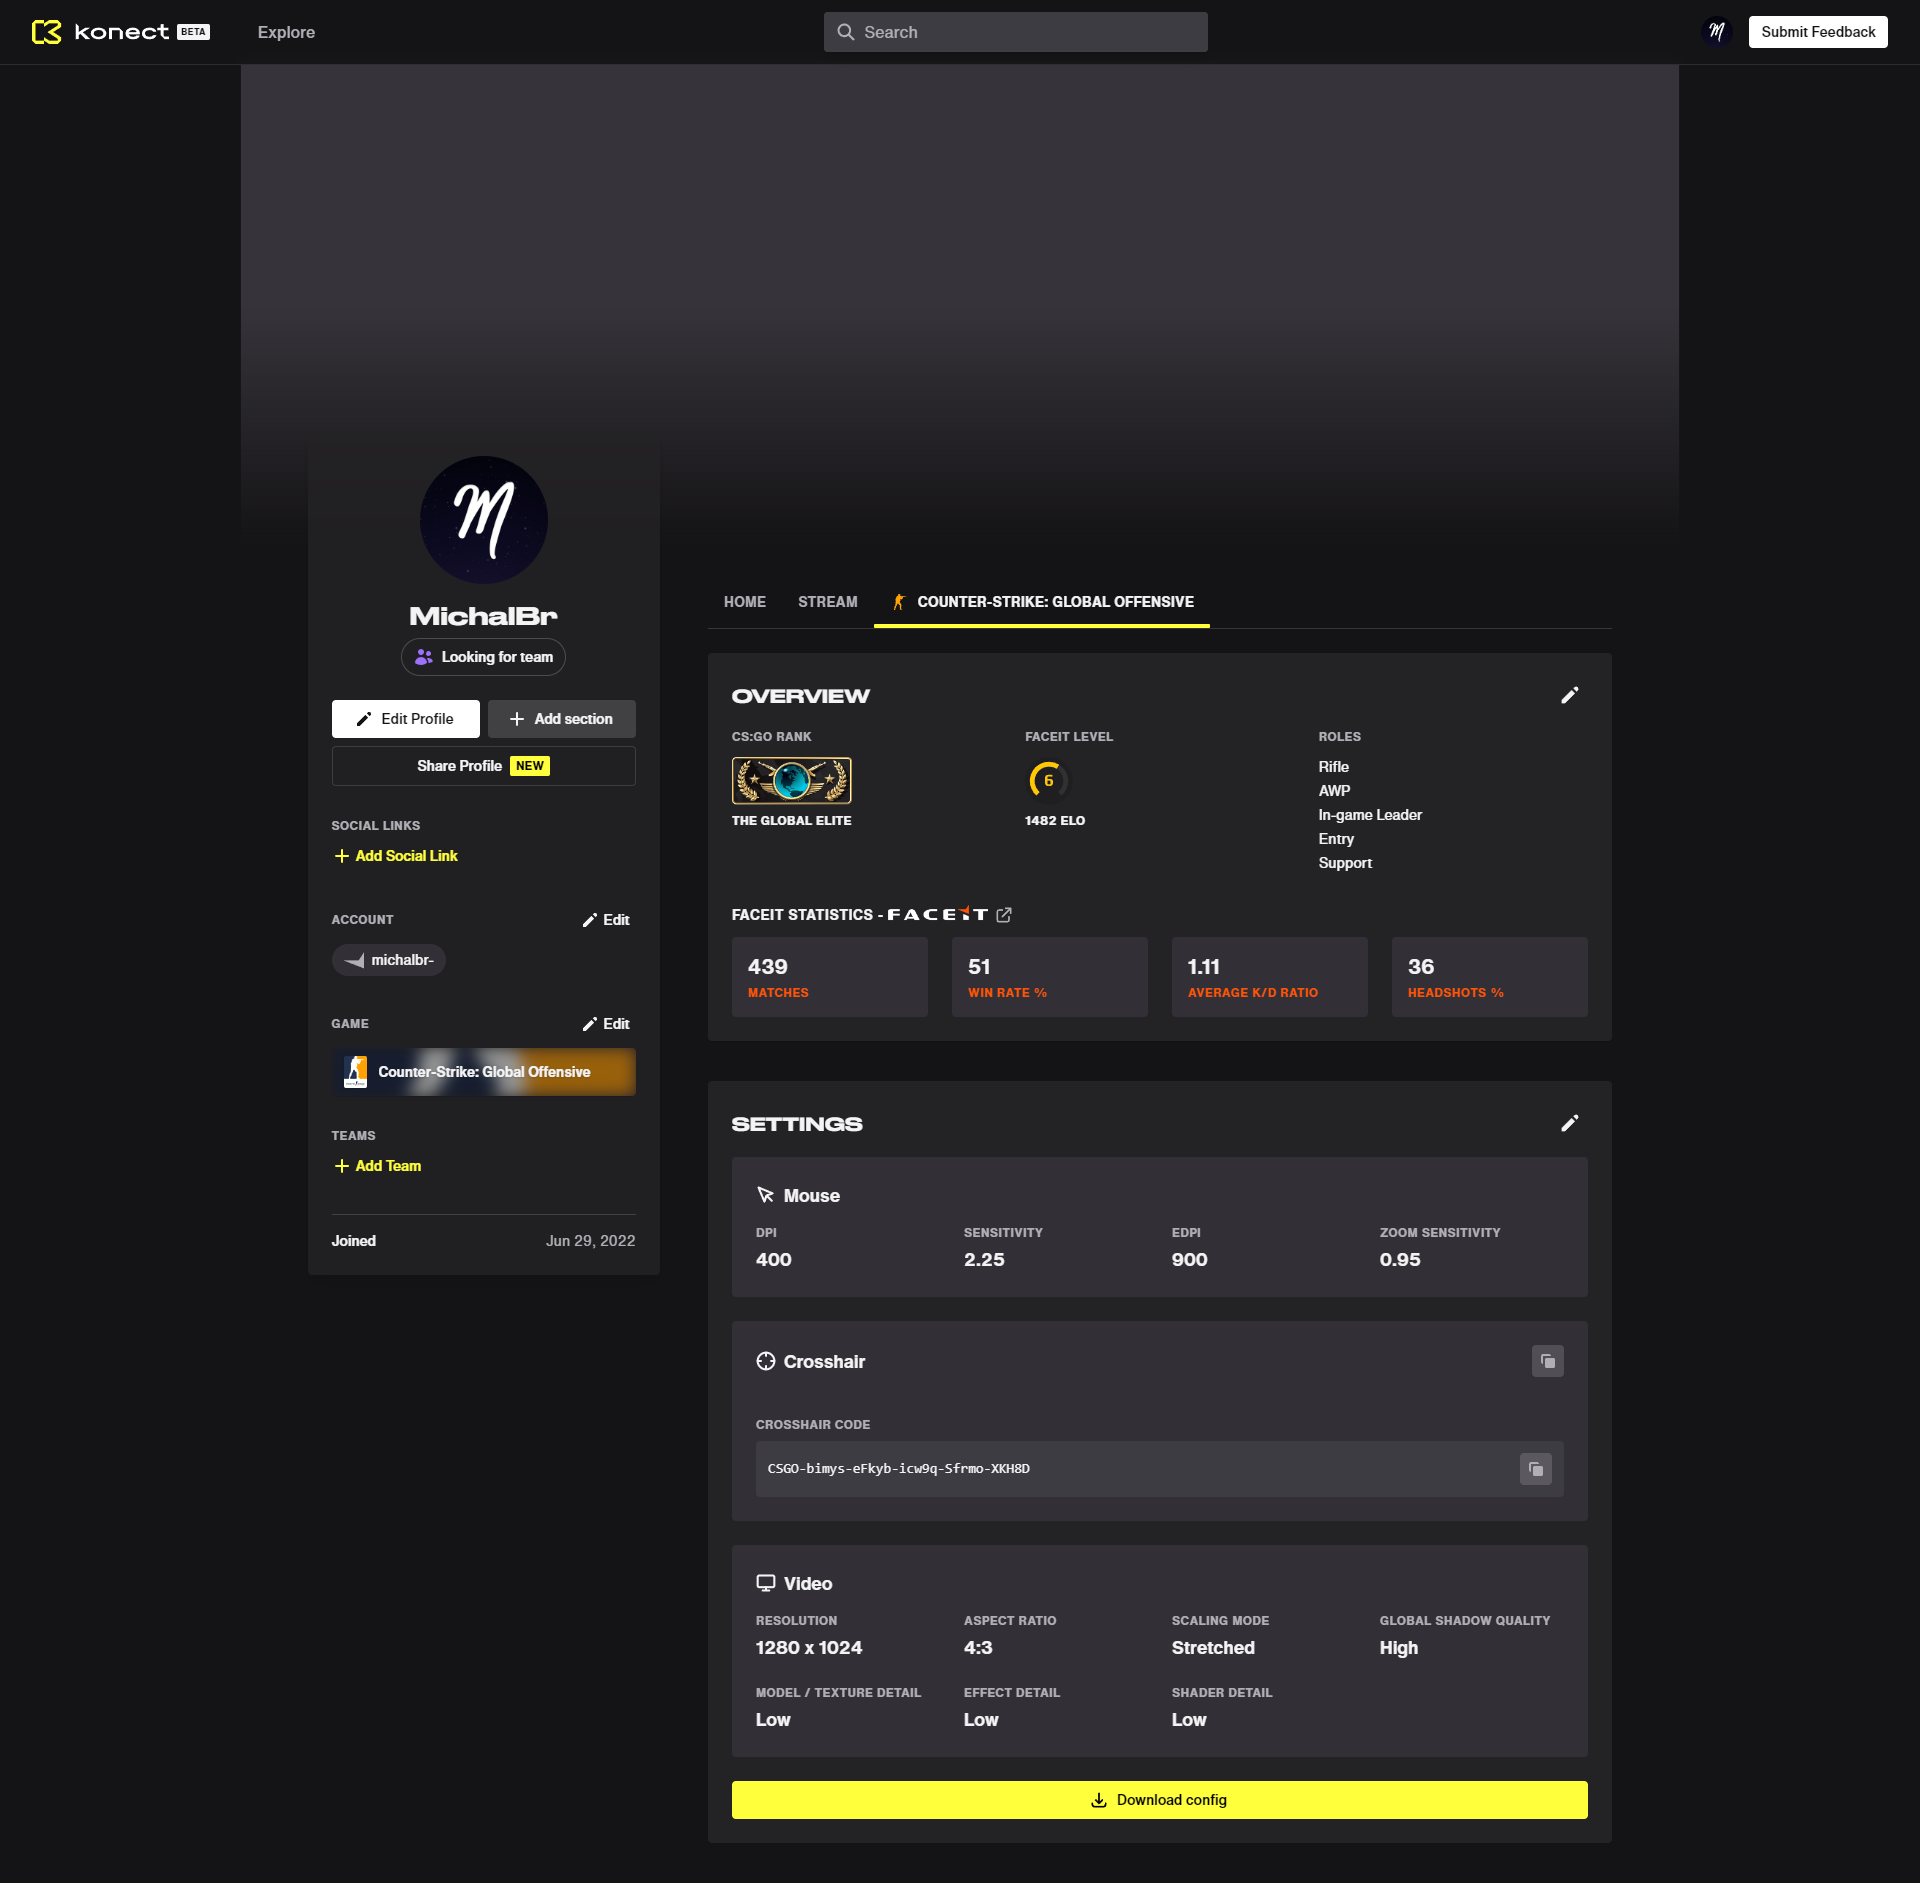 konect BETA
Explore
Search
Submit Feedback
MichalBr
Looking for team
Edit Profile
Add section
Share Profile NEW
SOCIAL LINKS
Add Social Link
ACCOUNT
Edit
michalbr-
GAME
Edit
Counter-Strike: Global Offensive
TEAMS
Add Team
Joined
Jun 29, 2022
HOME
STREAM
COUNTER-STRIKE: GLOBAL OFFENSIVE
OVERVIEW
CS:GO RANK
THE GLOBAL ELITE
FACEIT LEVEL
6
1482 ELO
ROLES
Rifle
AWP
In-game Leader
Entry
Support
FACEIT STATISTICS - FACEIT
439
MATCHES
51
WIN RATE %
1.11
AVERAGE K/D RATIO
36
HEADSHOTS %
SETTINGS
Mouse
DPI
400
SENSITIVITY
2.25
EDPI
900
ZOOM SENSITIVITY
0.95
Crosshair
CROSSHAIR CODE
CSGO-bimys-eFkyb-icw9q-Sfrmo-XKH8D
Video
RESOLUTION
1280 x 1024
ASPECT RATIO
4:3
SCALING MODE
Stretched
GLOBAL SHADOW QUALITY
High
MODEL / TEXTURE DETAIL
Low
EFFECT DETAIL
Low
SHADER DETAIL
Low
Download config